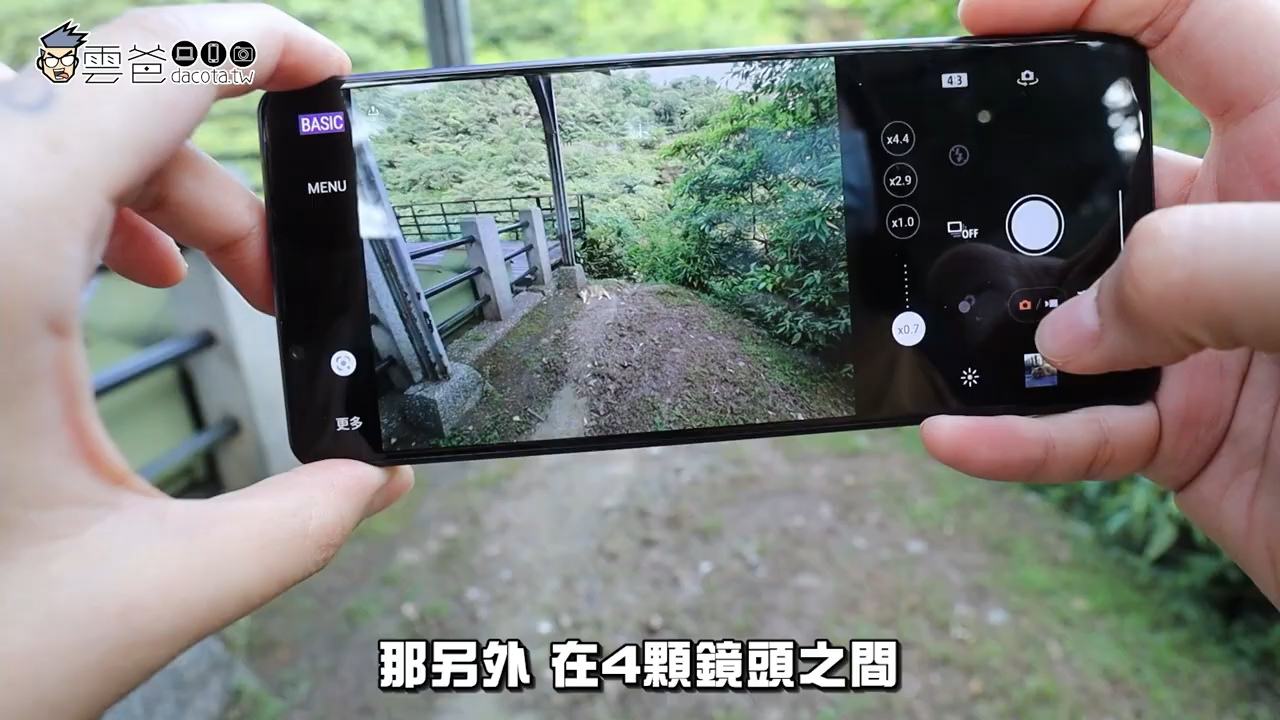 雲爸
dacota.tw
BASIC
MENU
更多
4:3
x4.4
x2.9
x1.0
OFF
x0.7
那另外 在4顆鏡頭之間